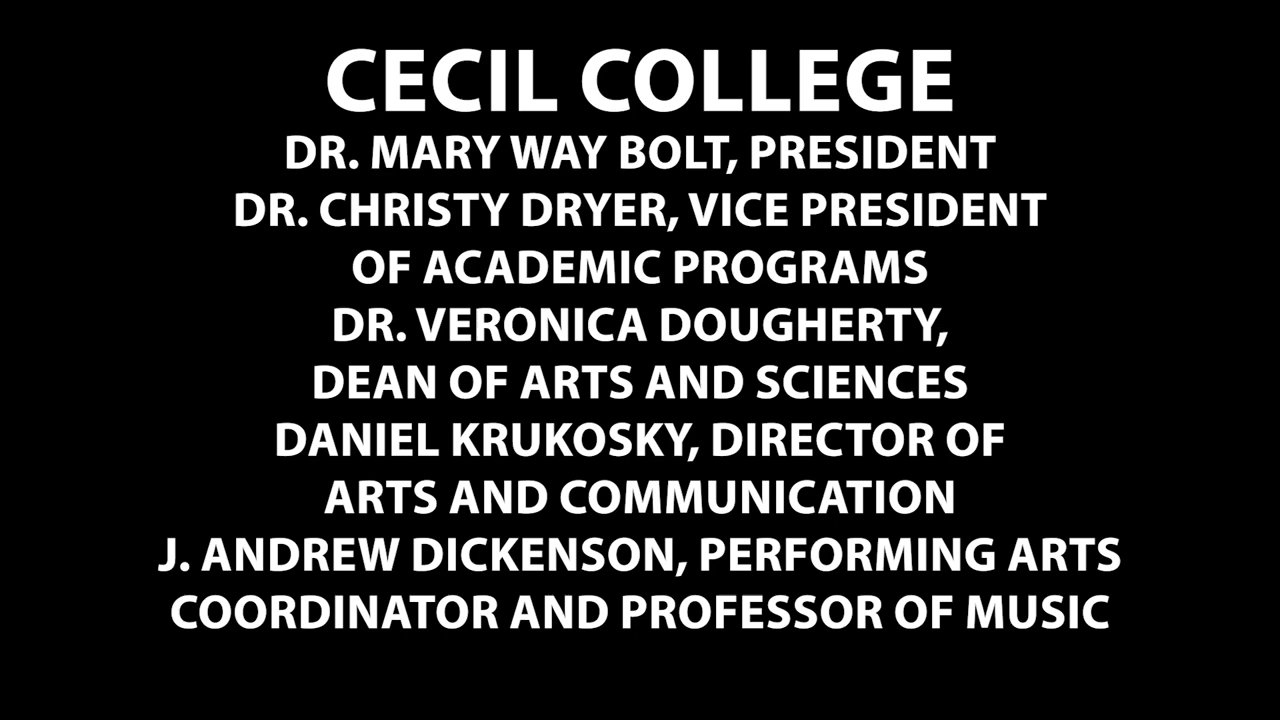 CECIL COLLEGE
DR. MARY WAY BOLT, PRESIDENT
DR. CHRISTY DRYER, VICE PRESIDENT
OF ACADEMIC PROGRAMS
DR. VERONICA DOUGHERTY,
DEAN OF ARTS AND SCIENCES
DANIEL KRUKOSKY, DIRECTOR OF
ARTS AND COMMUNICATION
J. ANDREW DICKENSON, PERFORMING ARTS
COORDINATOR AND PROFESSOR OF MUSIC